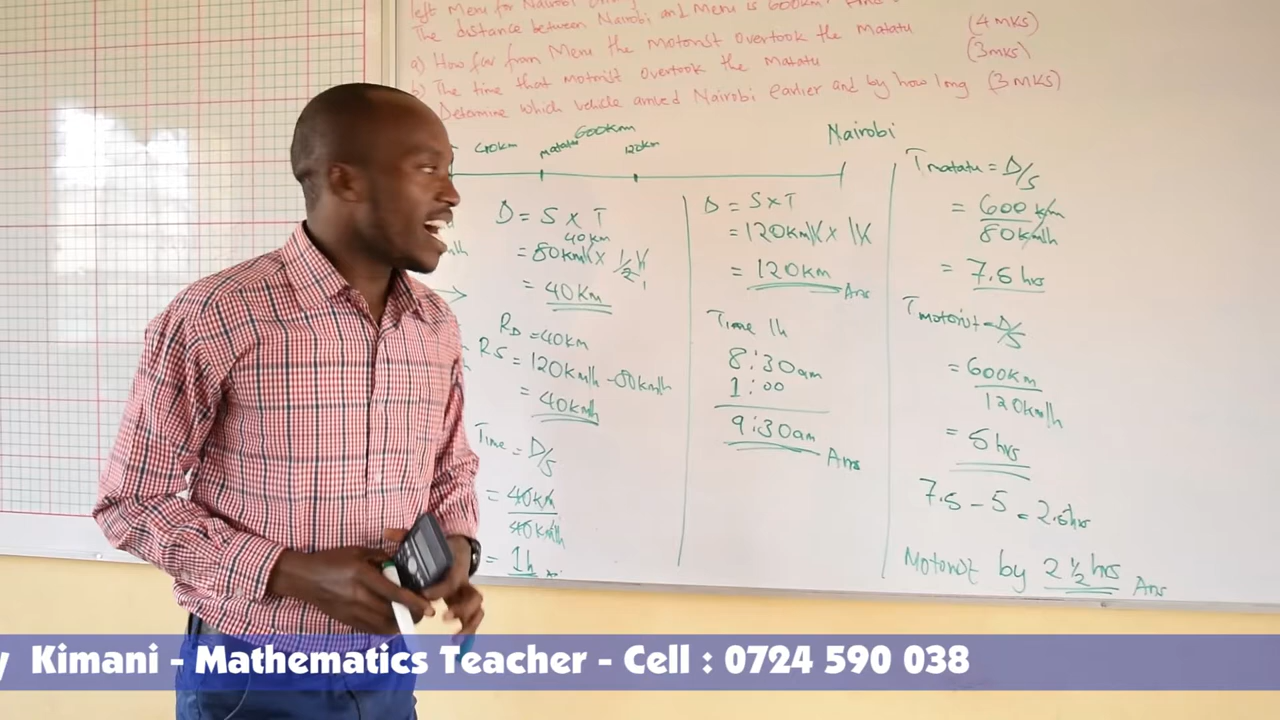 left Meru for Nairobi
The distance between Nairobi and Meru is 600km.
a) How far from Meru the Motorist Overtook the Matatu (4 mks)
b) The time that motorist Overtook the Matatu (3 mks)
Determine which vehicle arrived Nairobi earlier and by how long (3 MKS)
600km
Nairobi
40km matatu 120km
D = S x T
40km
= 80km/h x 1/2 h
= 40km
RD = 40km
RS = 120km/h - 80km/h
= 40km/h
Time = D/S
= 40km
40km/h
= 1h
D = S x T
= 120km/h x 1h
= 120km Ans
Time 1h
8:30am
1:00
9:30am Ans
Tmatatu = D/S
= 600 km
80km/h
= 7.5 hrs
Tmotorist = D/S
= 600km
120km/h
= 5 hrs
7.5 - 5 = 2.5hrs
Motorist by 2 1/2 hrs Ans
y Kimani - Mathematics Teacher - Cell : 0724 590 038